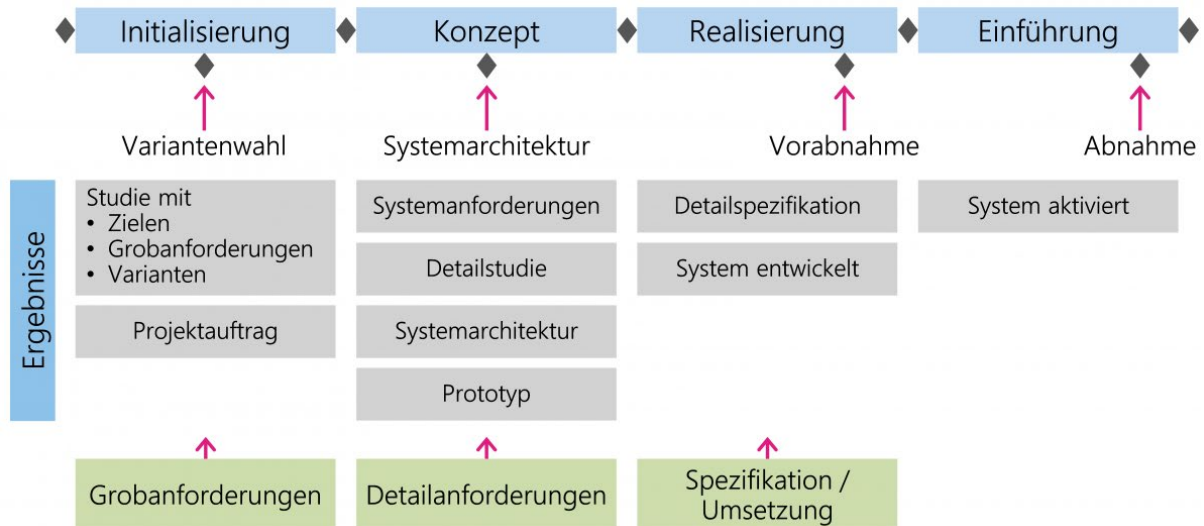 Initialisierung
Konzept
Realisierung
Einführung
Variantenwahl
Systemarchitektur
Vorabnahme
Abnahme
Ergebnisse
Studie mit
• Zielen
• Grobanforderungen
• Varianten
Projektauftrag
Systemanforderungen
Detailstudie
Systemarchitektur
Prototyp
Detailspezifikation
System entwickelt
System aktiviert
Grobanforderungen
Detailanforderungen
Spezifikation /
Umsetzung